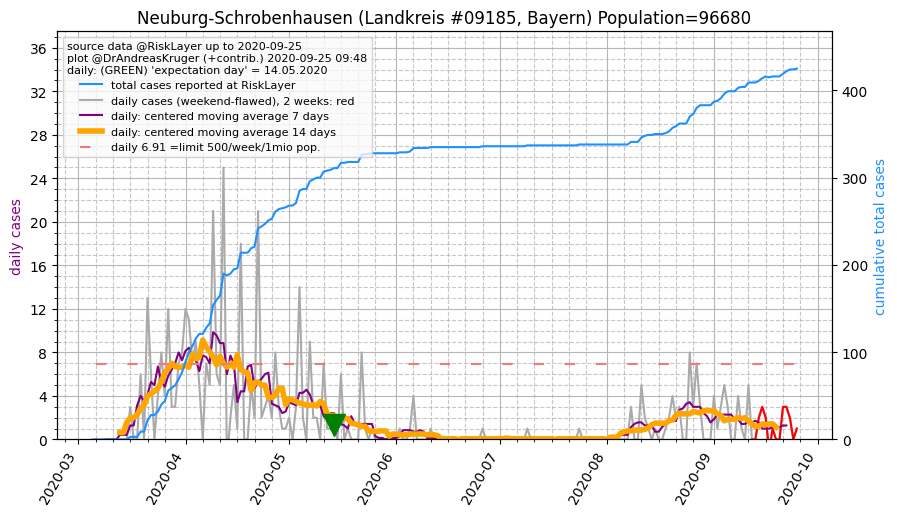 Neuburg-Schrobenhausen (Landkreis #09185, Bayern) Population=96680
source data @RiskLayer up to 2020-09-25
plot @DrAndreasKruger (+contrib.) 2020-09-25 09:48
daily: (GREEN) 'expectation day' = 14.05.2020
total cases reported at RiskLayer
daily cases (weekend-flawed), 2 weeks: red
daily: centered moving average 7 days
daily: centered moving average 14 days
daily 6.91 =limit 500/week/1mio pop.
daily cases
36
32
28
24
20
16
12
8
4
0
cumulative total cases
400
300
200
100
0
2020-03
2020-04
2020-05
2020-06
2020-07
2020-08
2020-09
2020-10